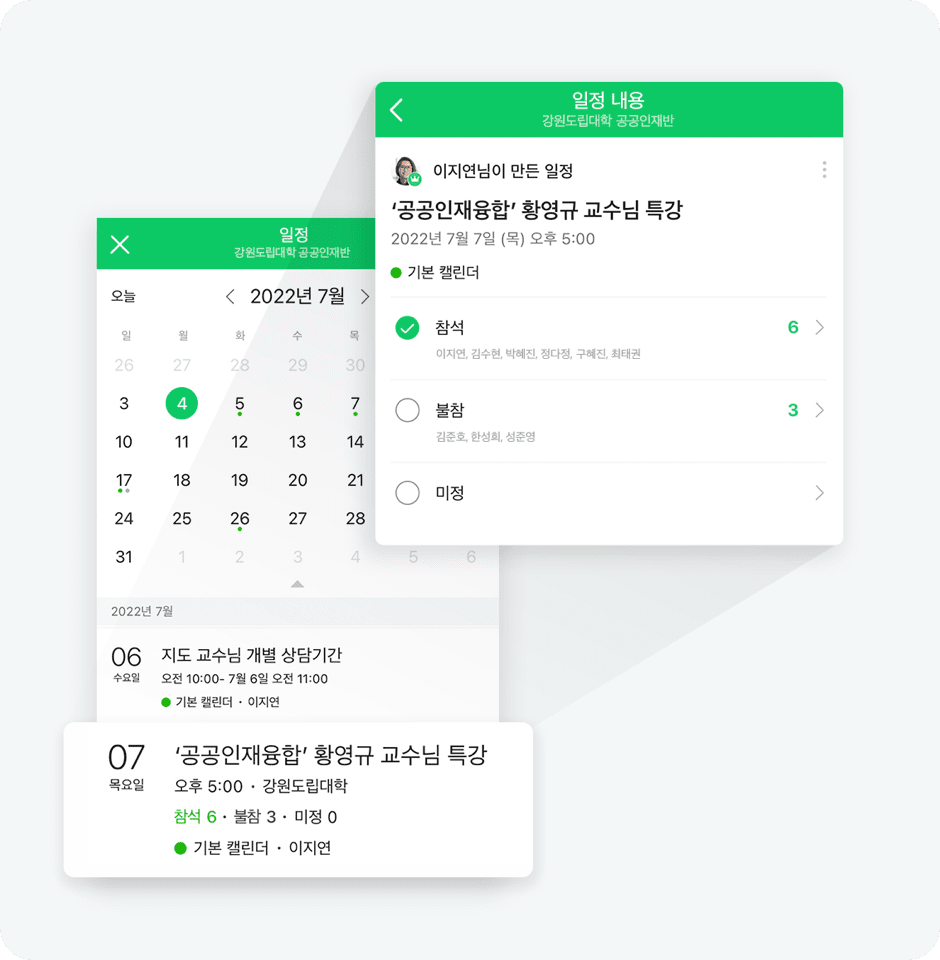 일정 내용
강원도립대학 공공인재반
이지연님이 만든 일정
‘공공인재융합’ 황영규 교수님 특강
2022년 7월 7일 (목) 오후 5:00
기본 캘린더
참석 6
이지연, 김수현, 박혜진, 정다정, 구혜진, 최태권
불참 3
김준호, 한성희, 성준영
미정
일정
강원도립대학 공공인재반
오늘 2022년 7월
일 월 화 수 목
26 27 28 29 30
3 4 5 6 7
10 11 12 13 14
17 18 19 20 21
24 25 26 27 28
31 1 2 3 4 5 6
2022년 7월
06 지도 교수님 개별 상담기간
수요일 오전 10:00- 7월 6일 오전 11:00
기본 캘린더 · 이지연
07 ‘공공인재융합’ 황영규 교수님 특강
목요일 오후 5:00 · 강원도립대학
참석 6 · 불참 3 · 미정 0
기본 캘린더 · 이지연